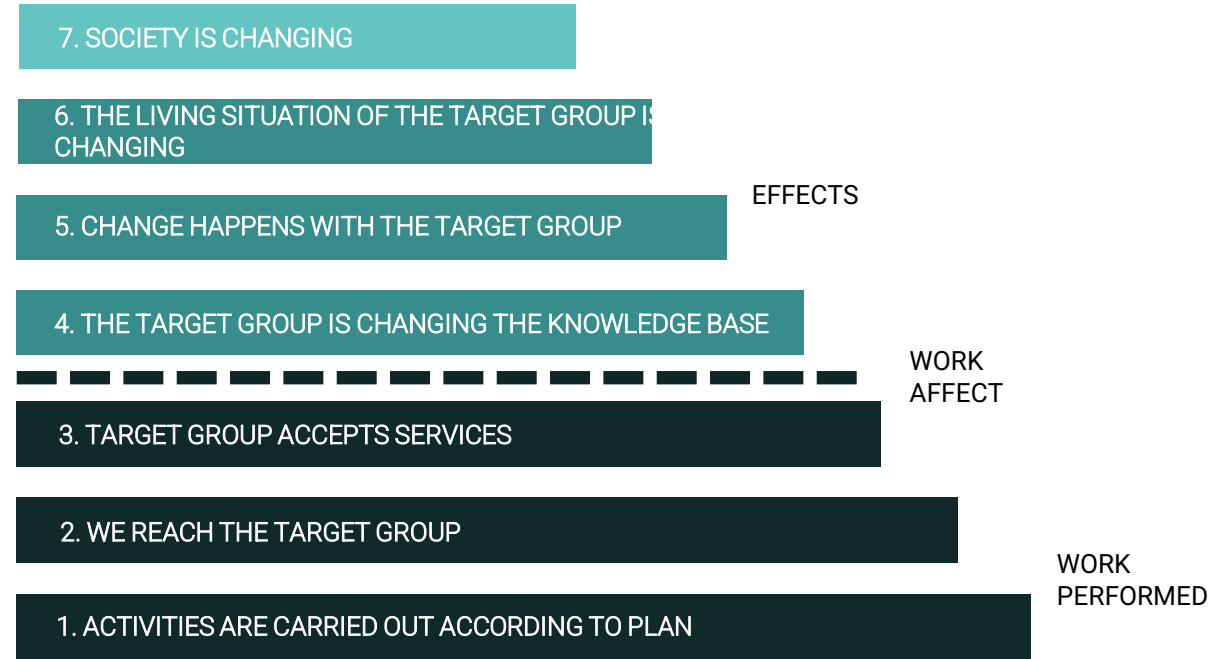 7. SOCIETY IS CHANGING
6. THE LIVING SITUATION OF THE TARGET GROUP IS
CHANGING
EFFECTS
5. CHANGE HAPPENS WITH THE TARGET GROUP
4. THE TARGET GROUP IS CHANGING THE KNOWLEDGE BASE
WORK
AFFECT
3. TARGET GROUP ACCEPTS SERVICES
2. WE REACH THE TARGET GROUP
WORK
PERFORMED
1. ACTIVITIES ARE CARRIED OUT ACCORDING TO PLAN